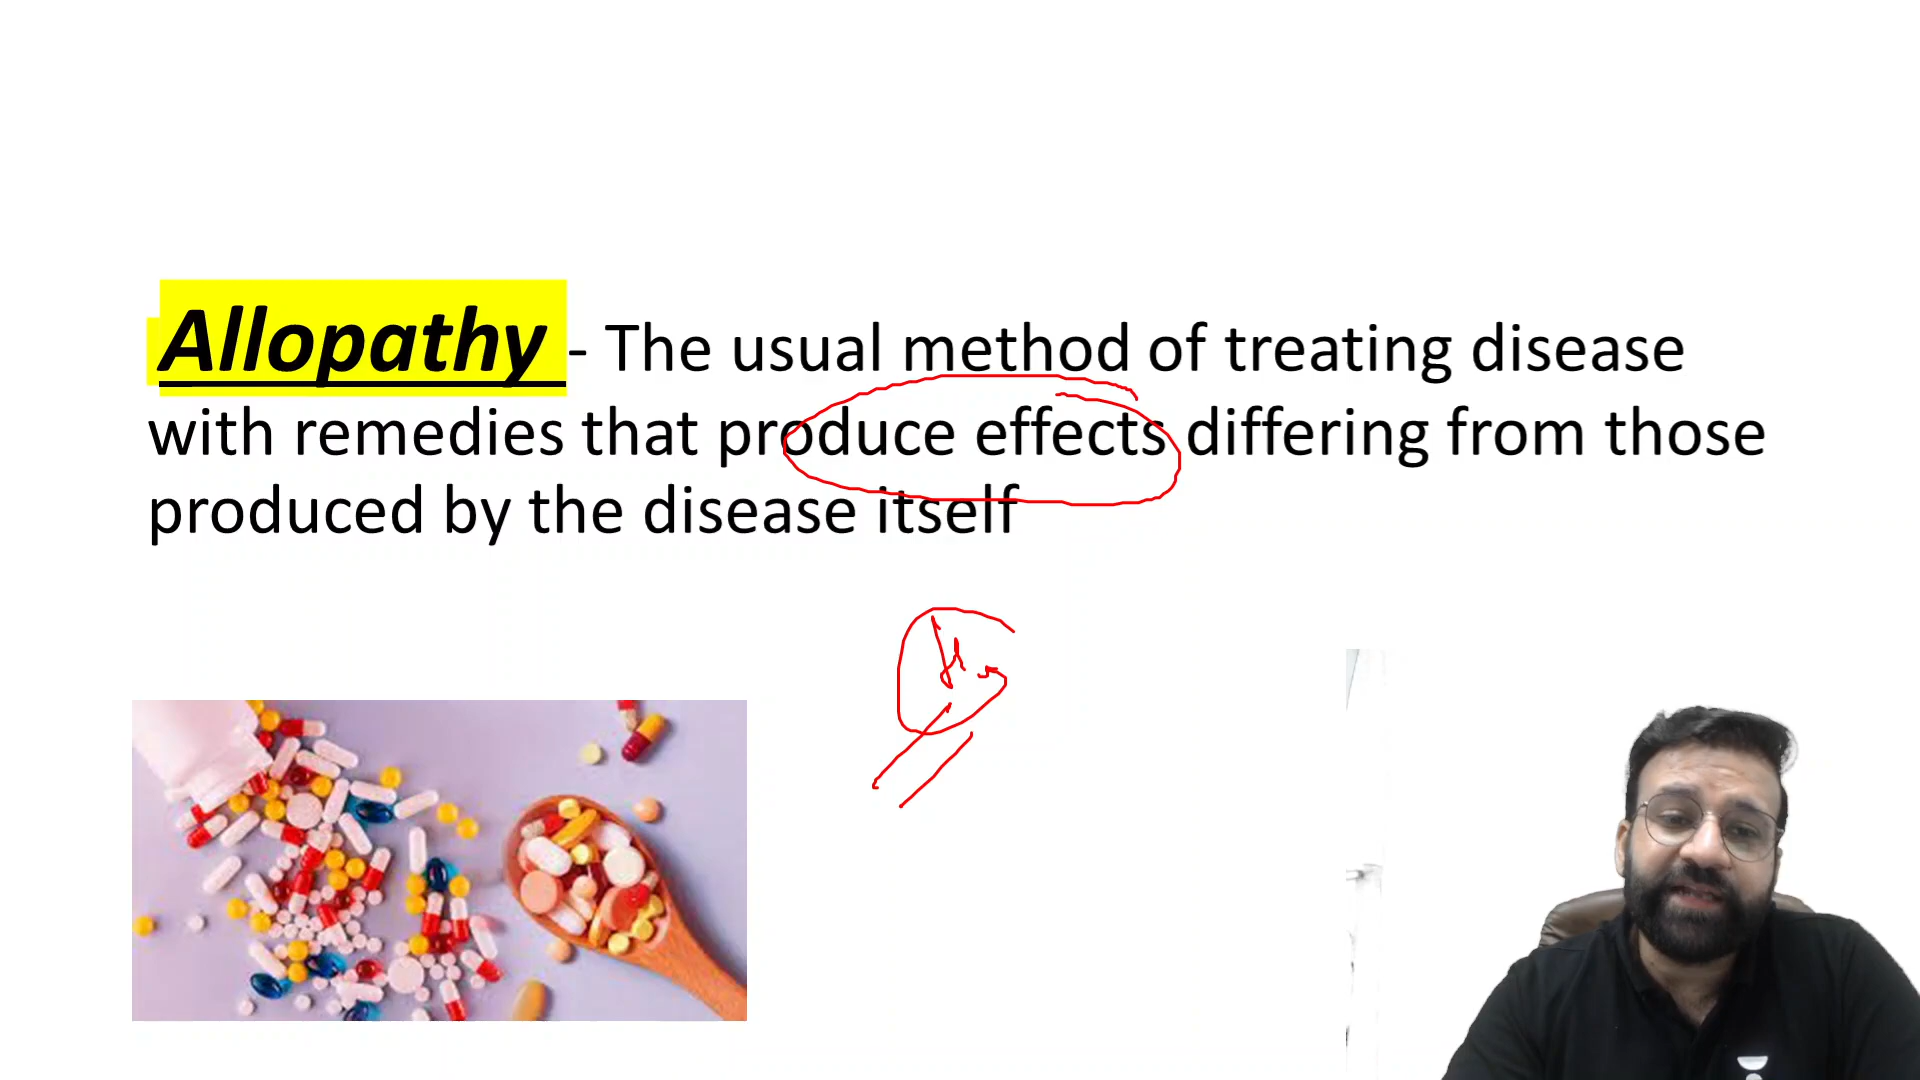 Allopathy - The usual method of treating disease
with remedies that produce effects differing from those
produced by the disease itself